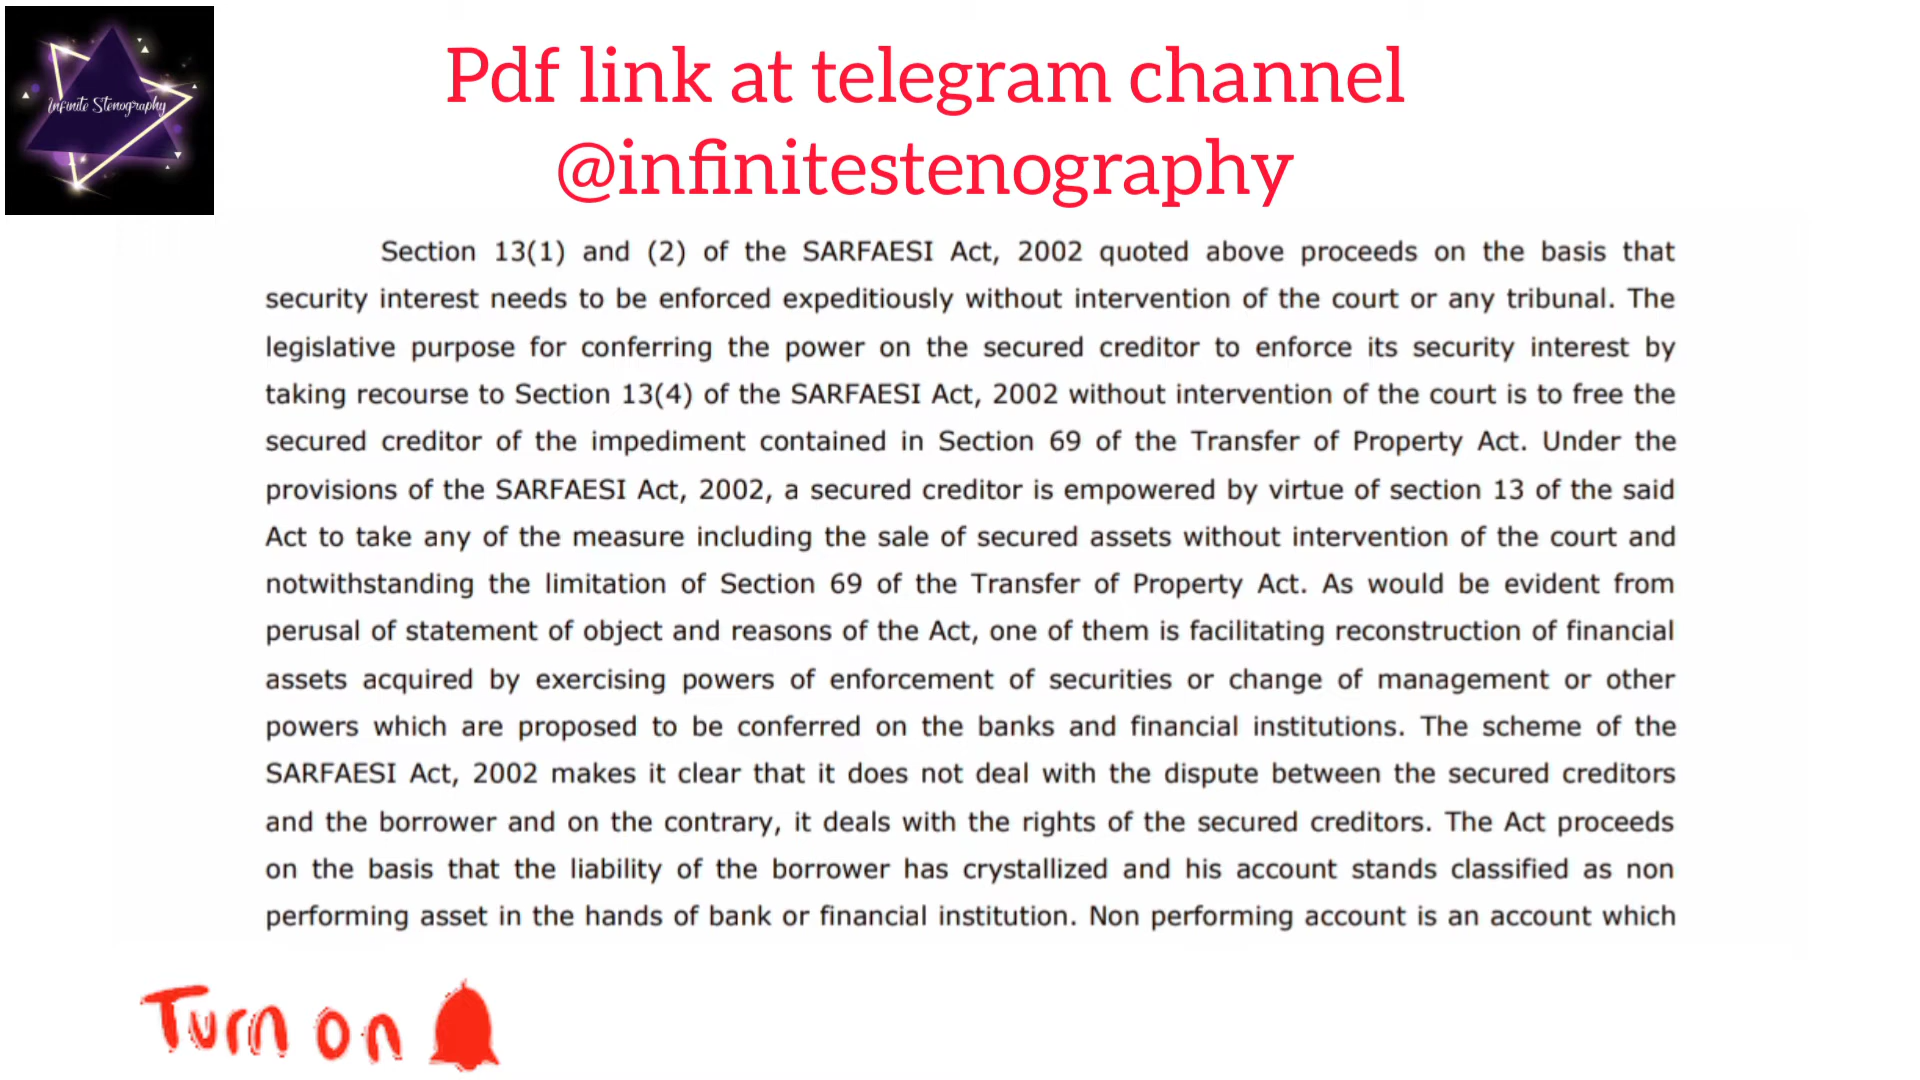 Infinite Stenography
Pdf link at telegram channel
@infinitestenography
Section 13(1) and (2) of the SARFAESI Act, 2002 quoted above proceeds on the basis that
security interest needs to be enforced expeditiously without intervention of the court or any tribunal. The
legislative purpose for conferring the power on the secured creditor to enforce its security interest by
taking recourse to Section 13(4) of the SARFAESI Act, 2002 without intervention of the court is to free the
secured creditor of the impediment contained in Section 69 of the Transfer of Property Act. Under the
provisions of the SARFAESI Act, 2002, a secured creditor is empowered by virtue of section 13 of the said
Act to take any of the measure including the sale of secured assets without intervention of the court and
notwithstanding the limitation of Section 69 of the Transfer of Property Act. As would be evident from
perusal of statement of object and reasons of the Act, one of them is facilitating reconstruction of financial
assets acquired by exercising powers of enforcement of securities or change of management or other
powers which are proposed to be conferred on the banks and financial institutions. The scheme of the
SARFAESI Act, 2002 makes it clear that it does not deal with the dispute between the secured creditors
and the borrower and on the contrary, it deals with the rights of the secured creditors. The Act proceeds
on the basis that the liability of the borrower has crystallized and his account stands classified as non
performing asset in the hands of bank or financial institution. Non performing account is an account which
Turn on